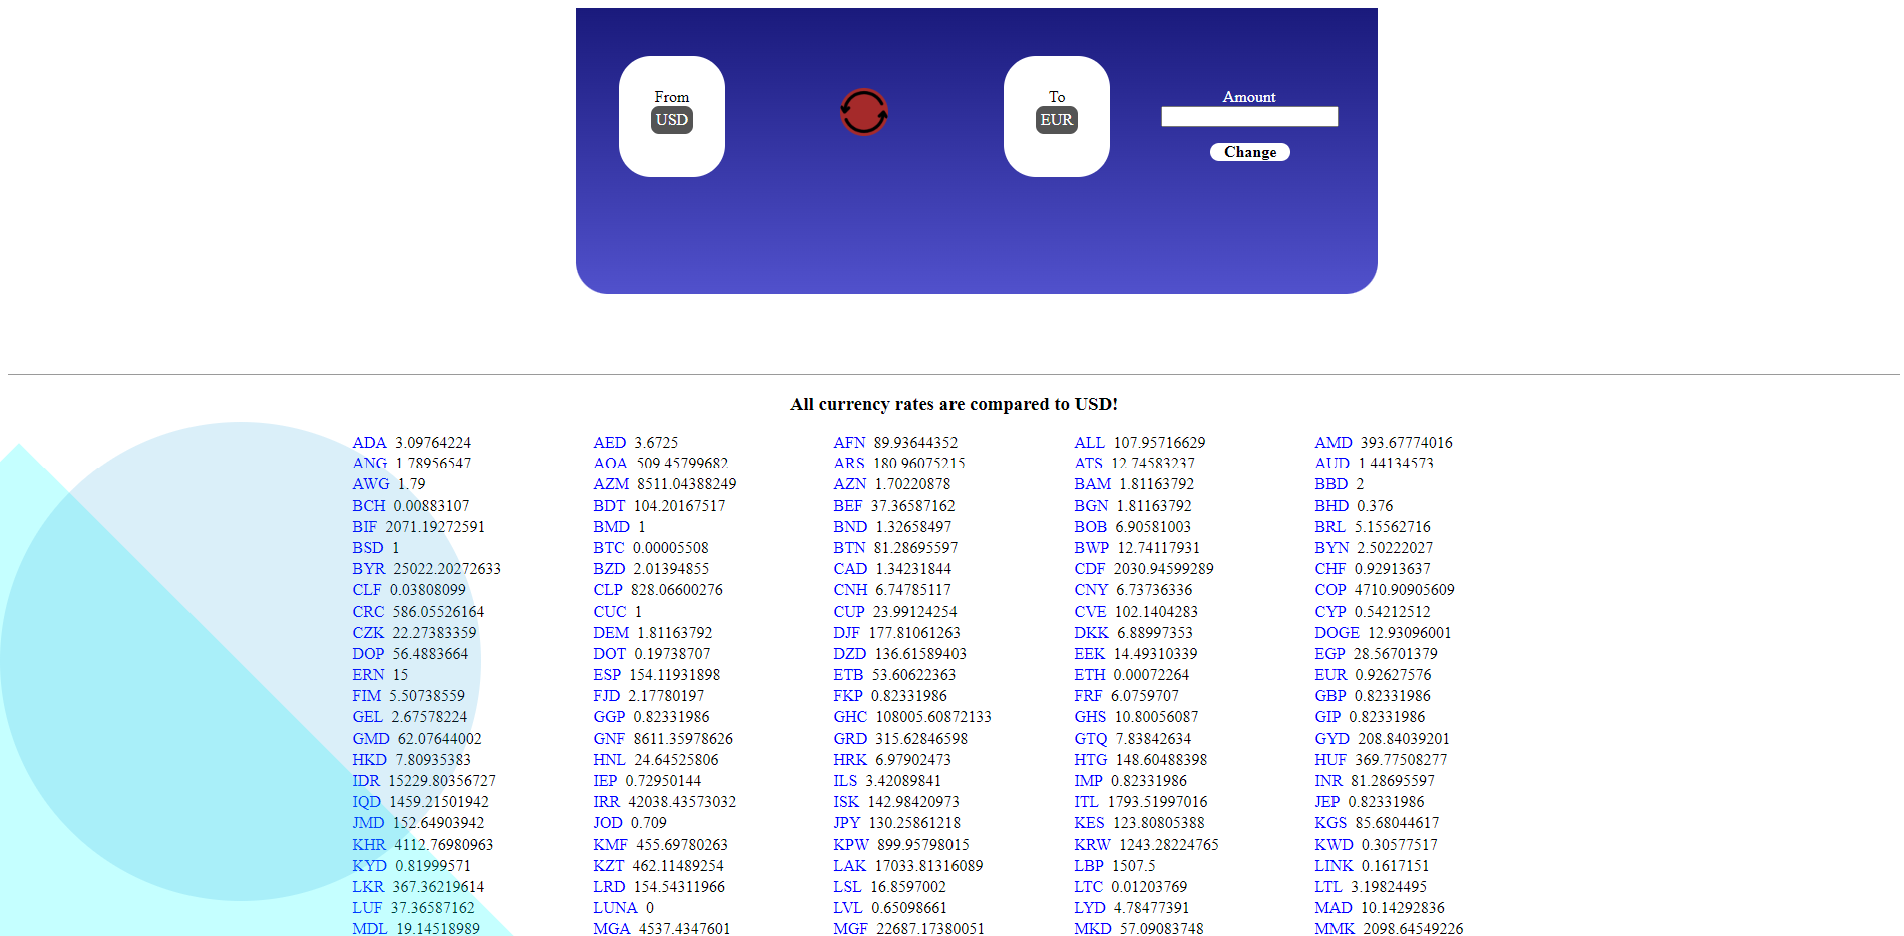 From
USD
To
EUR
Amount
Change
All currency rates are compared to USD!
ADA 3.09764224 AED 3.6725 AFN 89.93644352 ALL 107.95716629 AMD 393.67774016
ANG 1.78956547 AOA 509.45799682 ARS 180.96075215 ATS 12.74583237 AUD 1.44134573
AWG 1.79 AZM 8511.04388249 AZN 1.70220878 BAM 1.81163792 BBD 2
BCH 0.00883107 BDT 104.20167517 BEF 37.36587162 BGN 1.81163792 BHD 0.376
BIF 2071.19272591 BMD 1 BND 1.32658497 BOB 6.90581003 BRL 5.15562716
BSD 1 BTC 0.00005508 BTN 81.28695597 BWP 12.74117931 BYN 2.50222027
BYR 25022.20272633 BZD 2.01394855 CAD 1.34231844 CDF 2030.94599289 CHF 0.92913637
CLF 0.03808099 CLP 828.06600276 CNH 6.74785117 CNY 6.73736336 COP 4710.90905609
CRC 586.05526164 CUC 1 CUP 23.99124254 CVE 102.1404283 CYP 0.54212512
CZK 22.27383359 DEM 1.81163792 DJF 177.81061263 DKK 6.88997353 DOGE 12.93096001
DOP 56.4883664 DOT 0.19738707 DZD 136.61589403 EEK 14.49310339 EGP 28.56701379
ERN 15 ESP 154.11931898 ETB 53.60622363 ETH 0.00072264 EUR 0.92627576
FIM 5.50738559 FJD 2.17780197 FKP 0.82331986 FRF 6.0759707 GBP 0.82331986
GEL 2.67578224 GGP 0.82331986 GHC 108005.60872133 GHS 10.80056087 GIP 0.82331986
GMD 62.07644002 GNF 8611.35978626 GRD 315.62846598 GTQ 7.83842634 GYD 208.84039201
HKD 7.80935383 HNL 24.64525806 HRK 6.97902473 HTG 148.60488398 HUF 369.77508277
IDR 15229.80356727 IEP 0.72950144 ILS 3.42089841 IMP 0.82331986 INR 81.28695597
IQD 1459.21501942 IRR 42038.43573032 ISK 142.98420973 ITL 1793.51997016 JEP 0.82331986
JMD 152.64903942 JOD 0.709 JPY 130.25861218 KES 123.80805388 KGS 85.68044617
KHR 4112.76980963 KMF 455.69780263 KPW 899.95798015 KRW 1243.28224765 KWD 0.30577517
KYD 0.81999571 KZT 462.11489254 LAK 17033.81316089 LBP 1507.5 LINK 0.1617151
LKR 367.36219614 LRD 154.54311966 LSL 16.8597002 LTC 0.01203769 LTL 3.19824495
LUF 37.36587162 LUNA 0 LVL 0.65098661 LYD 4.78477391 MAD 10.14292836
MDL 19.14518989 MGA 4537.4347601 MGF 22687.17380051 MKD 57.09083748 MMK 2098.64549226